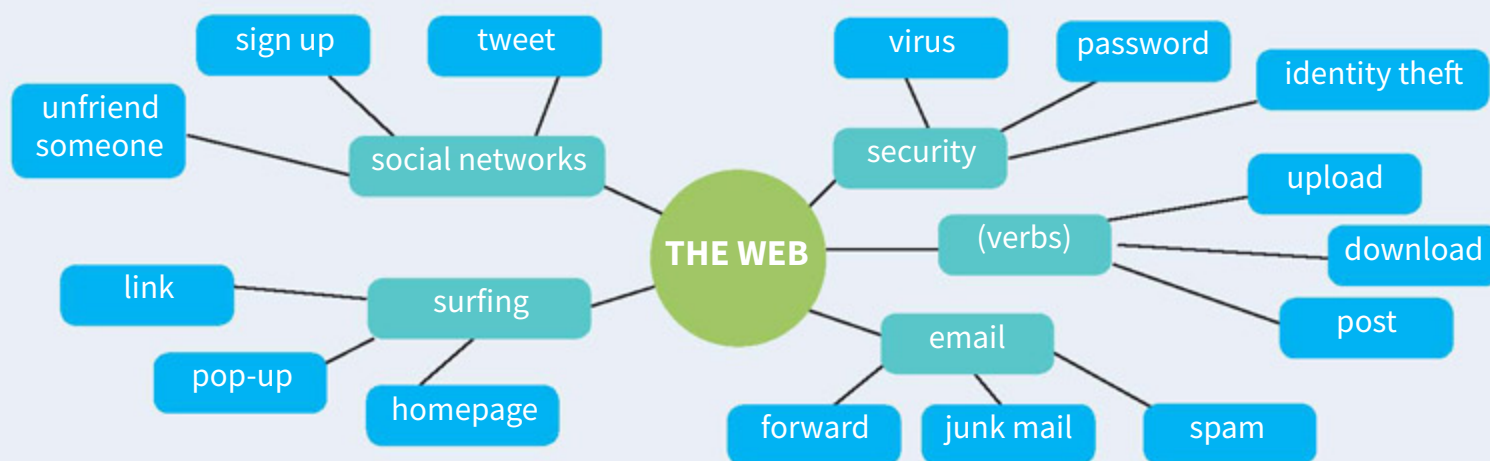 sign up
tweet
unfriend
someone
social networks
virus
password
identity theft
security
upload
(verbs)
download
post
THE WEB
link
surfing
pop-up
homepage
email
forward
junk mail
spam